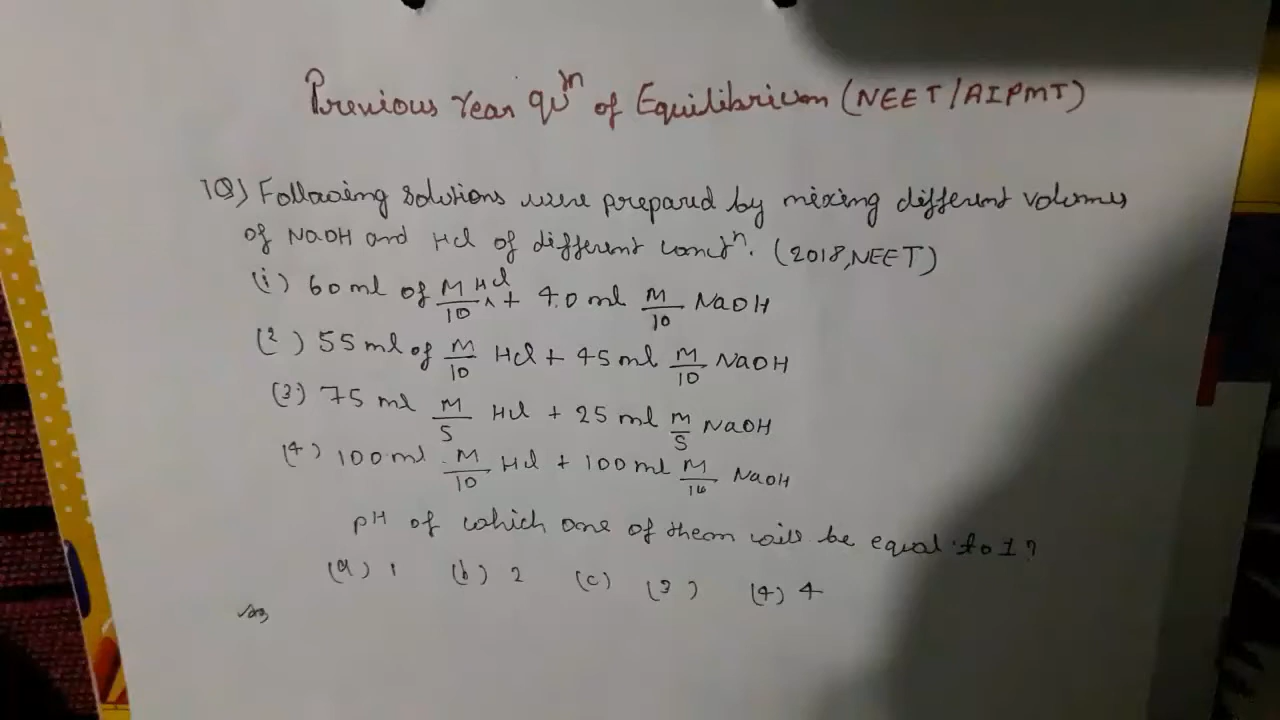 Previous Year quⁿ of Equilibrium (NEET/AIPMT)
1Q) Following solutions were prepared by mixing different volumes
of NaOH and HCl of different concⁿ. (2018, NEET)
(i) 60 ml of M/10 HCl + 40 ml M/10 NaOH
(2) 55 ml of M/10 HCl + 45 ml M/10 NaOH
(3) 75 ml M/5 HCl + 25 ml M/5 NaOH
(4) 100 ml M/10 HCl + 100 ml M/10 NaOH
pH of which one of them will be equal to 1?
(a) 1 (b) 2 (c) (3) (4) 4